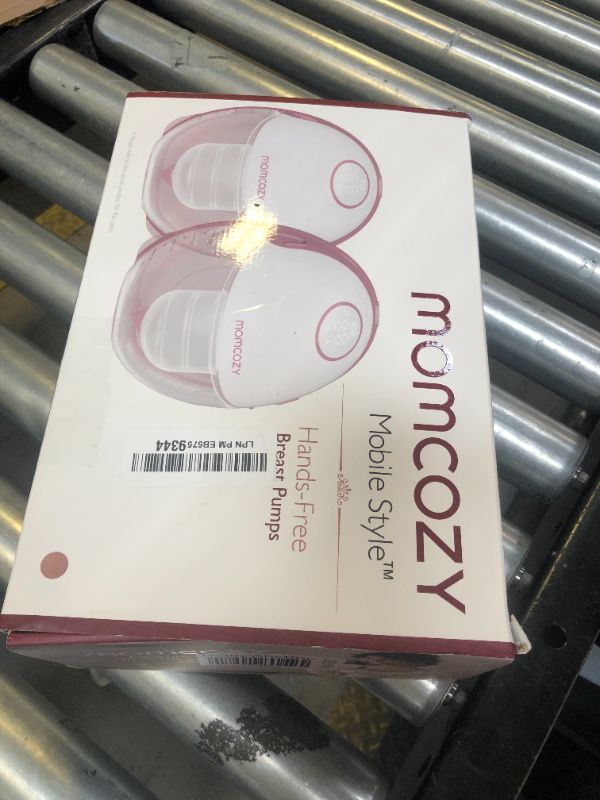 momcozy
Mobile Style™
Hands-Free
Breast Pumps
momcozy
momcozy
LPN PM EB575 9344